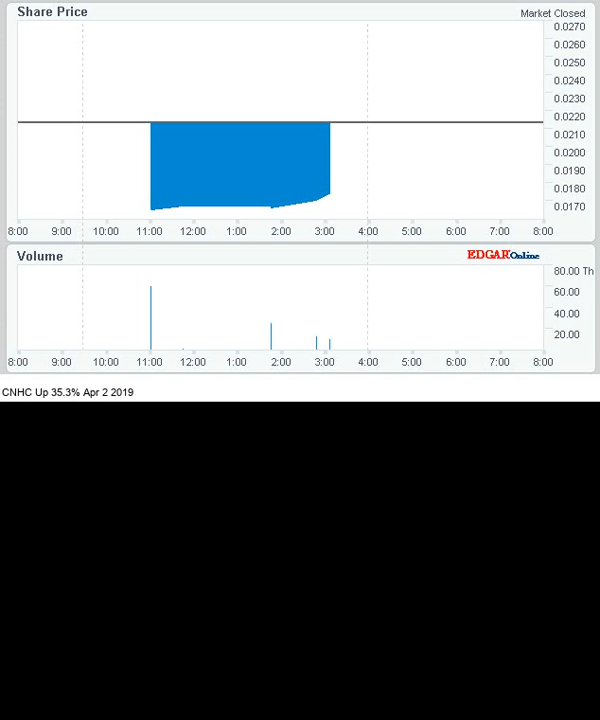 Share Price
Market Closed
0.0270
0.0260
0.0250
0.0240
0.0230
0.0220
0.0210
0.0200
0.0190
0.0180
0.0170
8:00 9:00 10:00 11:00 12:00 1:00 2:00 3:00 4:00 5:00 6:00 7:00 8:00
Volume
EDGAROnline
80.00 Th
60.00
40.00
20.00
8:00 9:00 10:00 11:00 12:00 1:00 2:00 3:00 4:00 5:00 6:00 7:00 8:00
CNHC Up 35.3% Apr 2 2019